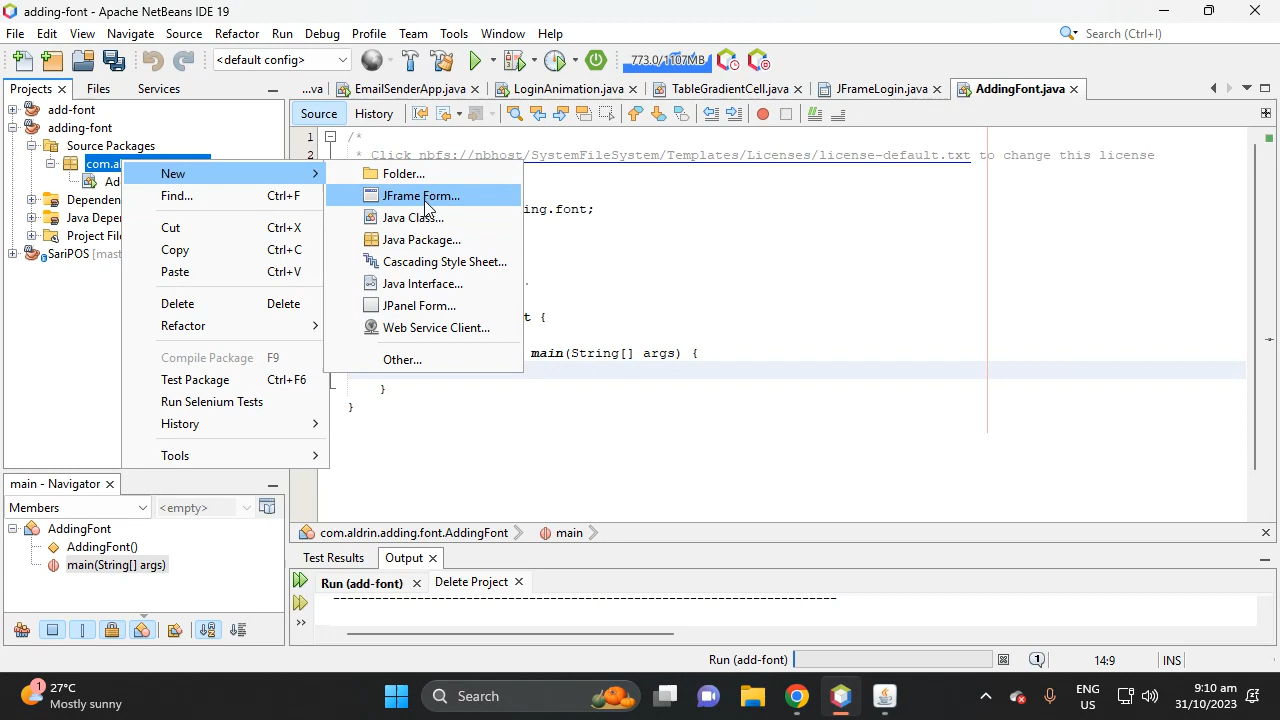 adding-font - Apache NetBeans IDE 19
File Edit View Navigate Source Refactor Run Debug Profile Team Tools Window Help
Search (Ctrl+I)
<default config>
773.0/1107MB
Projects Files Services
...va EmailSenderApp.java LoginAnimation.java TableGradientCell.java JFrameLogin.java AddingFont.java
Source History
add-font
adding-font
Source Packages
com.al
Ad
Dependen
Java Deper
Project File
SariPOS [mast
1 /*
2 * Click nbfs://nbhost/SystemFileSystem/Templates/Licenses/license-default.txt to change this license
ng.font;
t {
main(String[] args) {
}
}
New
Find... Ctrl+F
Cut Ctrl+X
Copy Ctrl+C
Paste Ctrl+V
Delete Delete
Refactor
Compile Package F9
Test Package Ctrl+F6
Run Selenium Tests
History
Tools
Folder...
JFrame Form...
Java Class...
Java Package...
Cascading Style Sheet...
Java Interface...
JPanel Form...
Web Service Client...
Other...
main - Navigator
Members <empty>
AddingFont
AddingFont()
main(String[] args)
com.aldrin.adding.font.AddingFont main
Test Results Output
Run (add-font) Delete Project
------------------------------------------------------------------------
Run (add-font) 1 14:9 INS
1
27°C
Mostly sunny
Search
ENG
US
9:10 am
31/10/2023